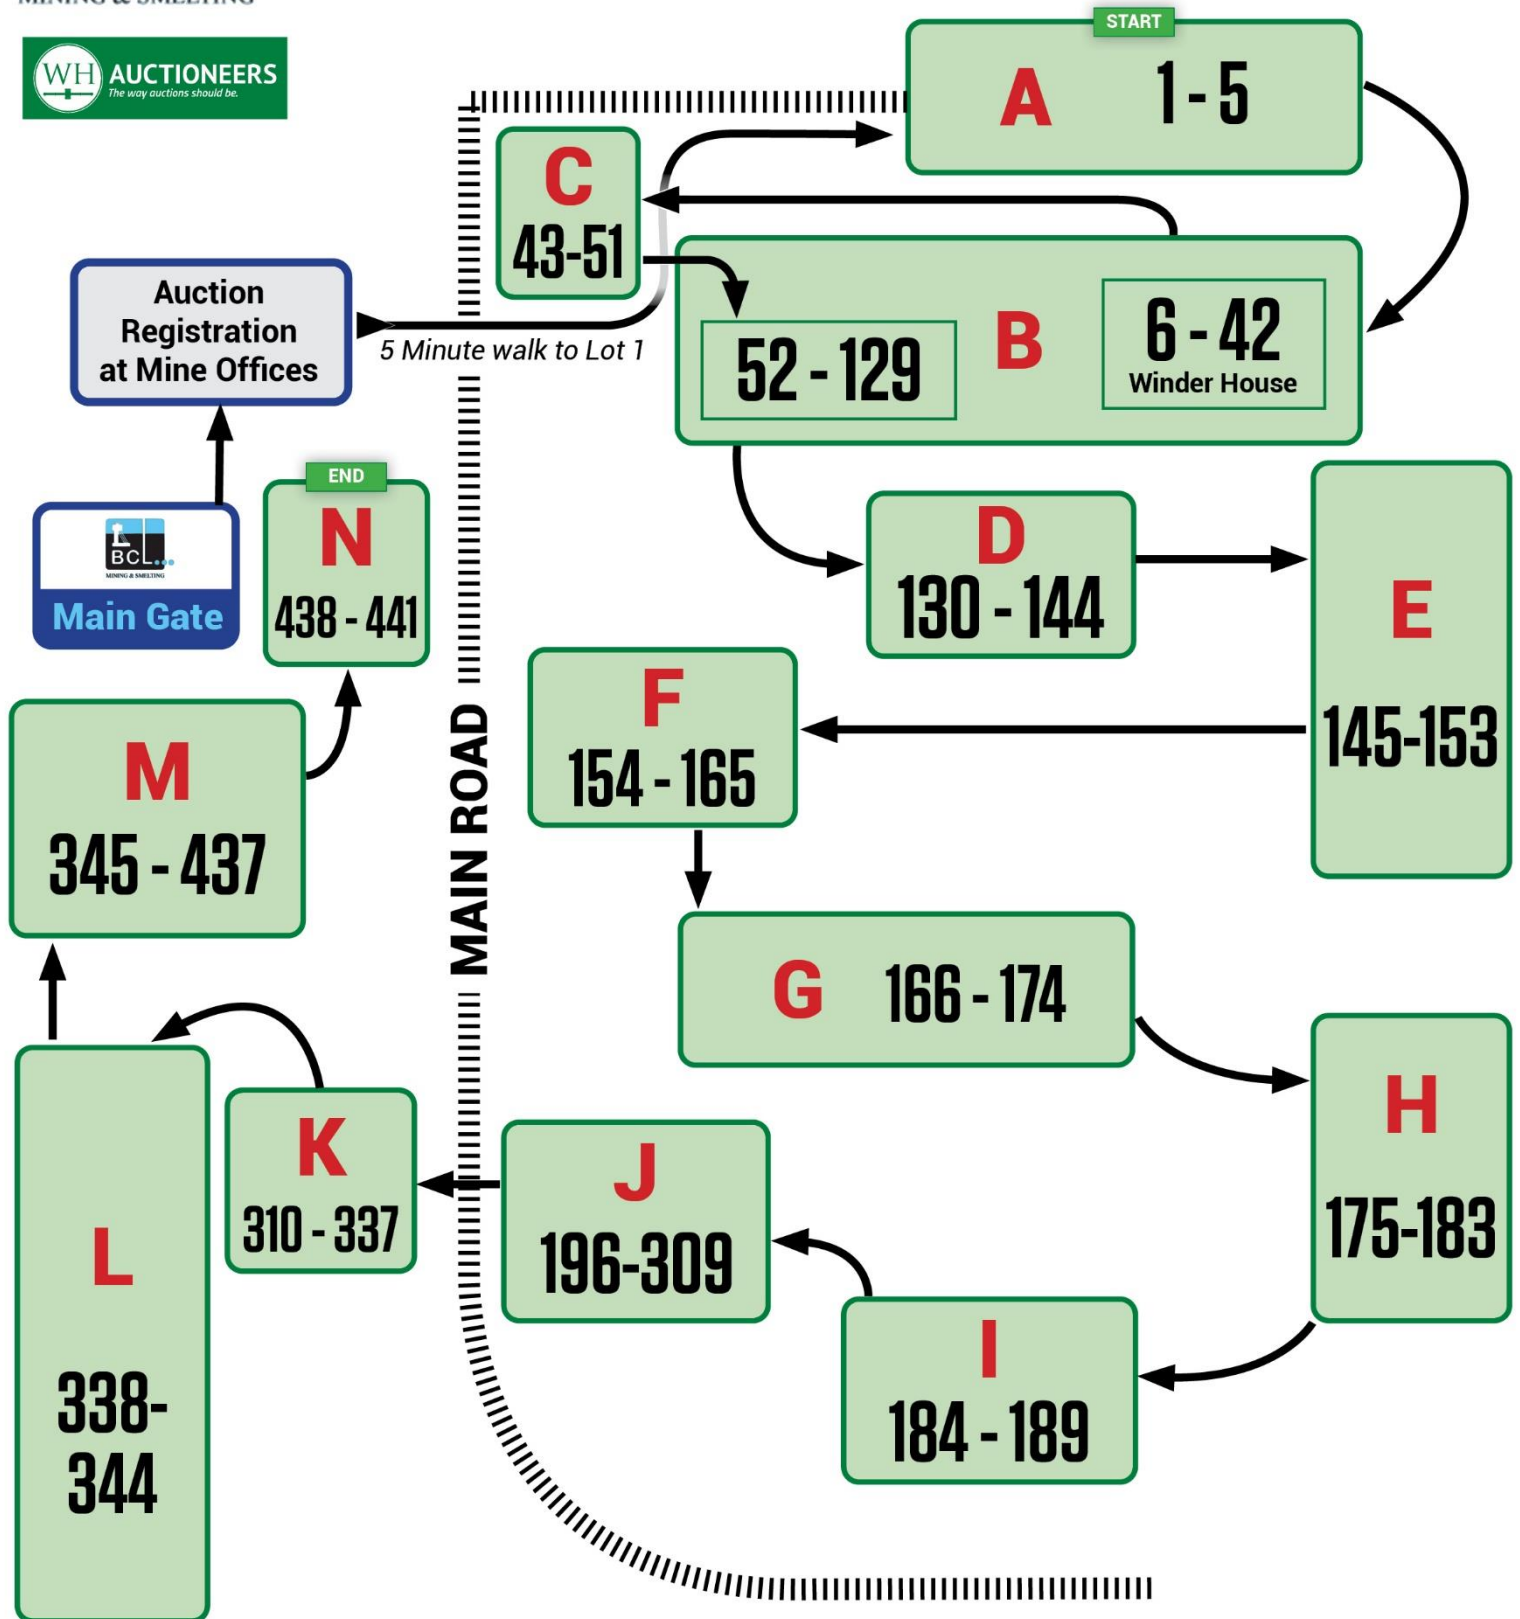 MINING & SMELTING
WH AUCTIONEERS
The way auctions should be.
START
A 1 - 5
C
43-51
B
6 - 42
Winder House
52 - 129
Auction
Registration
at Mine Offices
5 Minute walk to Lot 1
BCL...
MINING & SMELTING
Main Gate
END
N
438 - 441
D
130 - 144
E
145-153
F
154 - 165
M
345 - 437
MAIN ROAD
G 166 - 174
H
175-183
K
310 - 337
J
196-309
L
338-
344
I
184 - 189